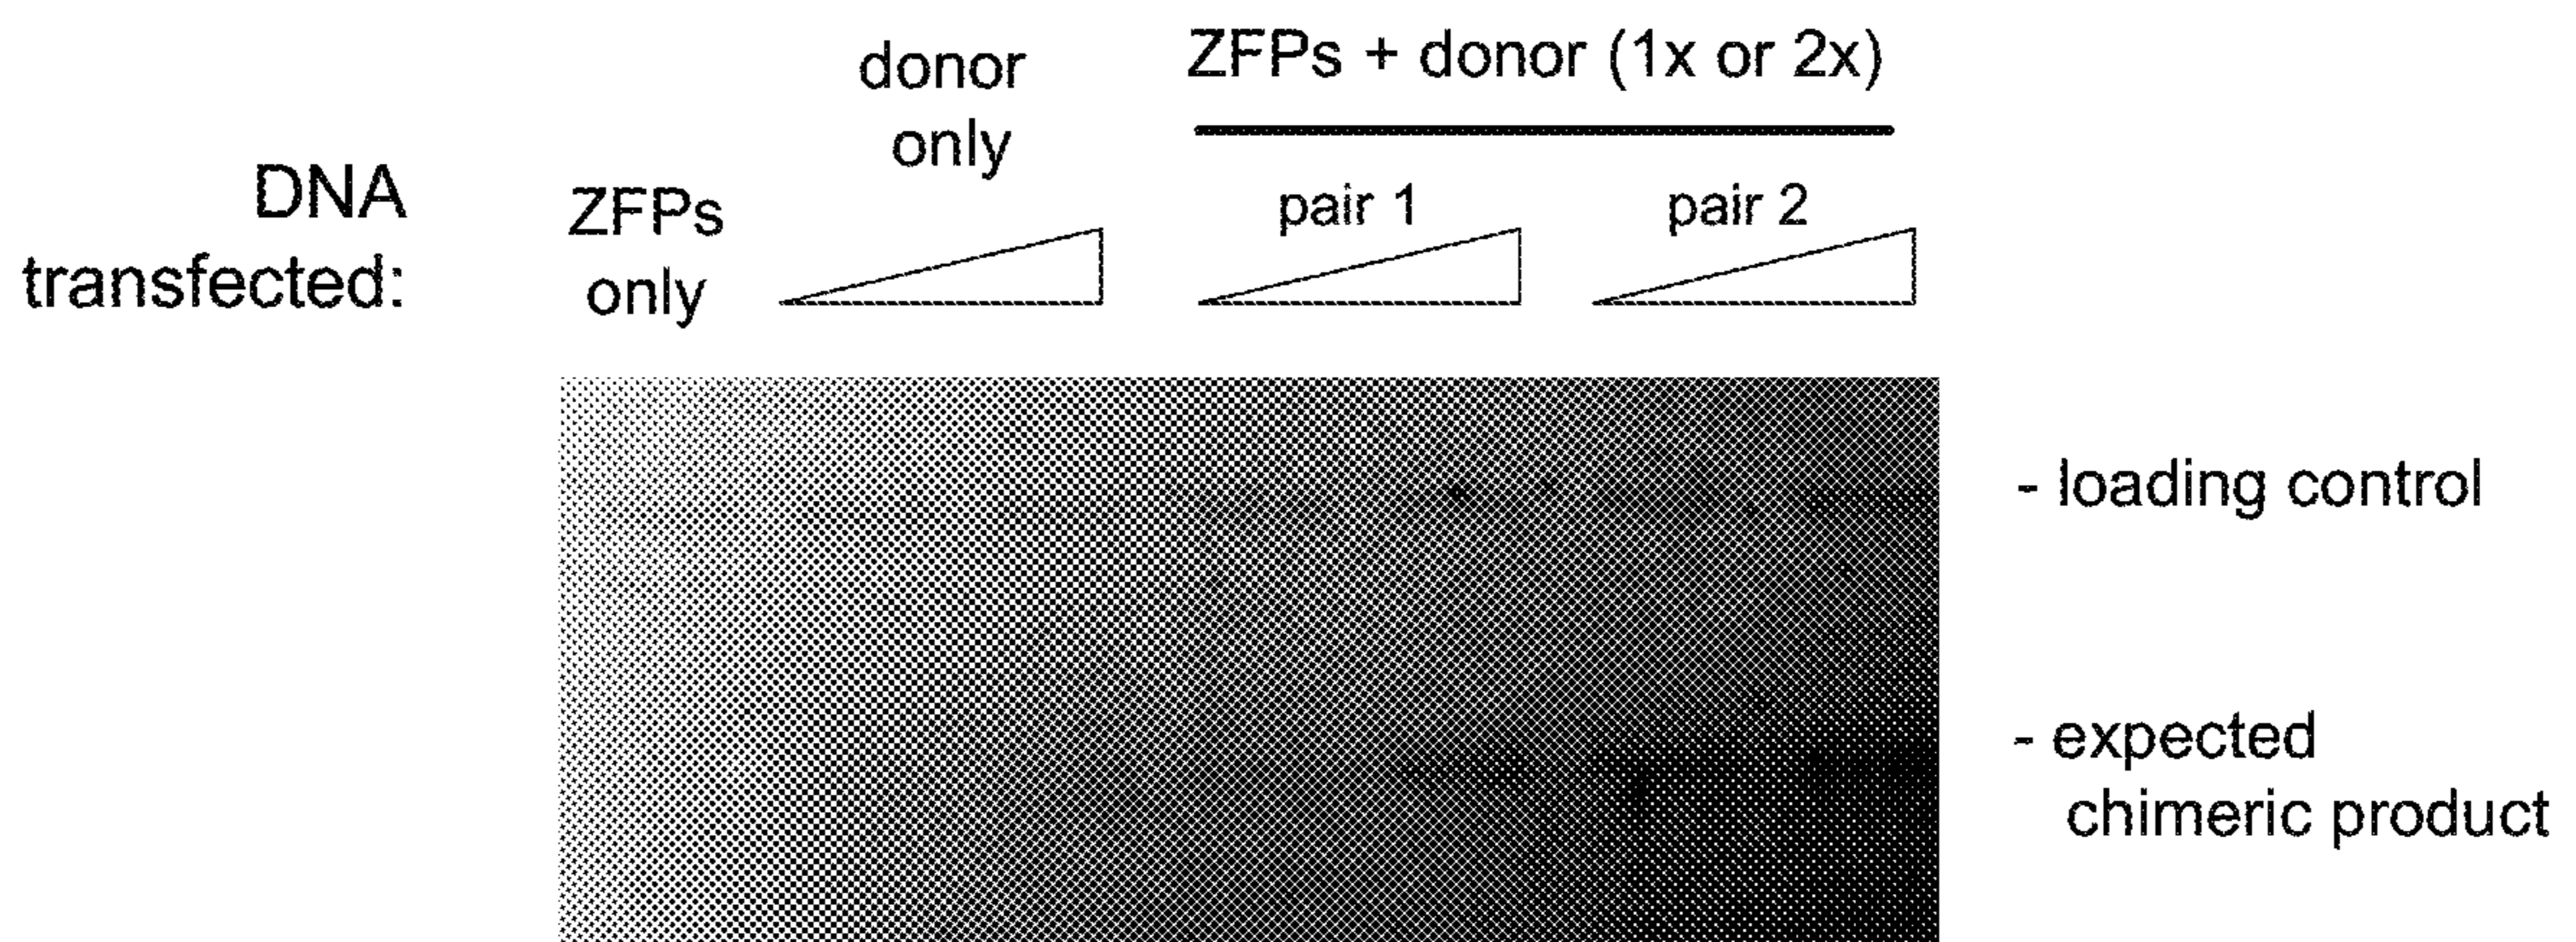 DNA
transfected:
ZFPs
only
donor
only
ZFPs + donor (1x or 2x)
pair 1
pair 2
- loading control
- expected
chimeric product